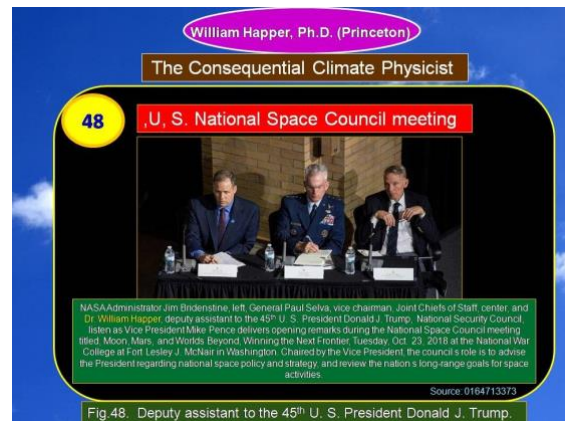 William Happer, Ph.D. (Princeton)
The Consequential Climate Physicist
48
,U, S. National Space Council meeting
NASA Administrator Jim Bridenstine, left, General Paul Selva, vice chairman, Joint Chiefs of Staff, center, and
Dr. William Happer, deputy assistant to the 45th U. S. President Donald J. Trump. National Security Council,
listen as Vice President Mike Pence delivers opening remarks during the National Space Council meeting
titled, Moon, Mars, and Worlds Beyond, Winning the Next Frontier, Tuesday, Oct. 23, 2018 at the National War
College at Fort Lesley J. McNair in Washington. Chaired by the Vice President, the council s role is to advise
the President regarding national space policy and strategy, and review the nation s long-range goals for space
activities.
Source: 0164713373
Fig.48. Deputy assistant to the 45th U. S. President Donald J. Trump.